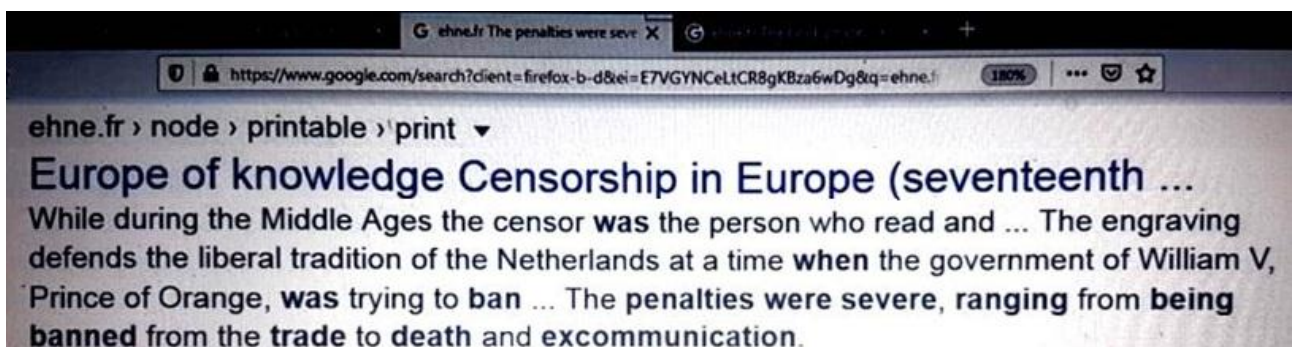 G ehne.fr The penalties were seve X G +
https://www.google.com/search?client=firefox-b-d&ei=E7VGYNCeLtCR8gKBza6wDg&q=ehne.f 180% ...
ehne.fr › node › printable › print
Europe of knowledge Censorship in Europe (seventeenth ...
While during the Middle Ages the censor was the person who read and ... The engraving
defends the liberal tradition of the Netherlands at a time when the government of William V,
Prince of Orange, was trying to ban ... The penalties were severe, ranging from being
banned from the trade to death and excommunication.